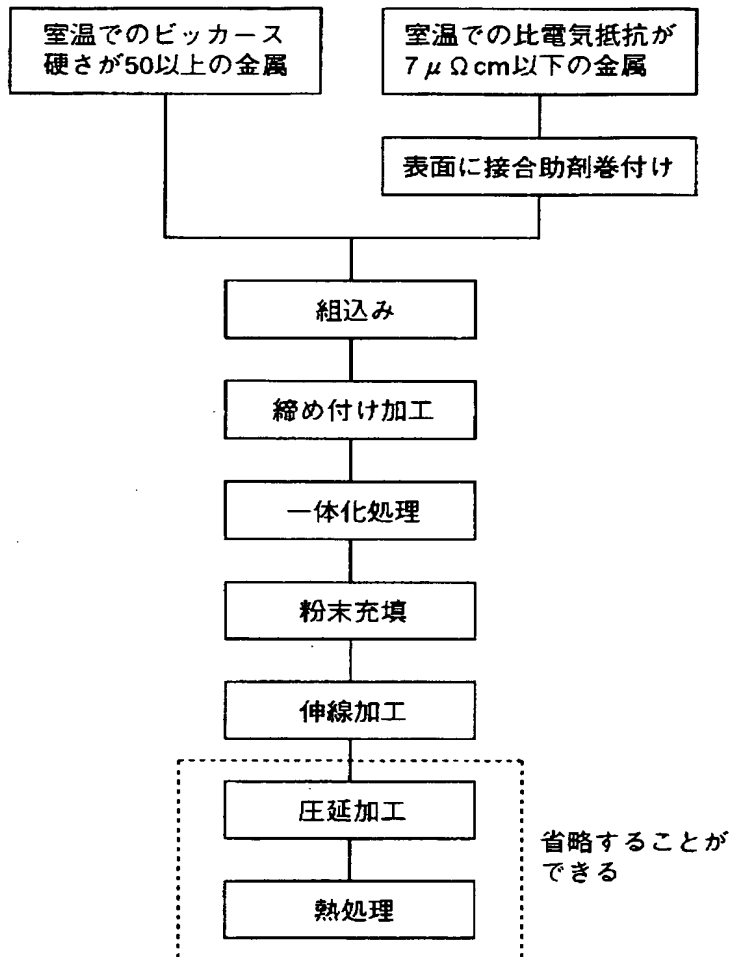 室温でのビッカース
硬さが50以上の金属
室温での比電気抵抗が
7μΩcm以下の金属
表面に接合助剤巻付け
組込み
締め付け加工
一体化処理
粉末充填
伸線加工
圧延加工
熱処理
省略することが
できる